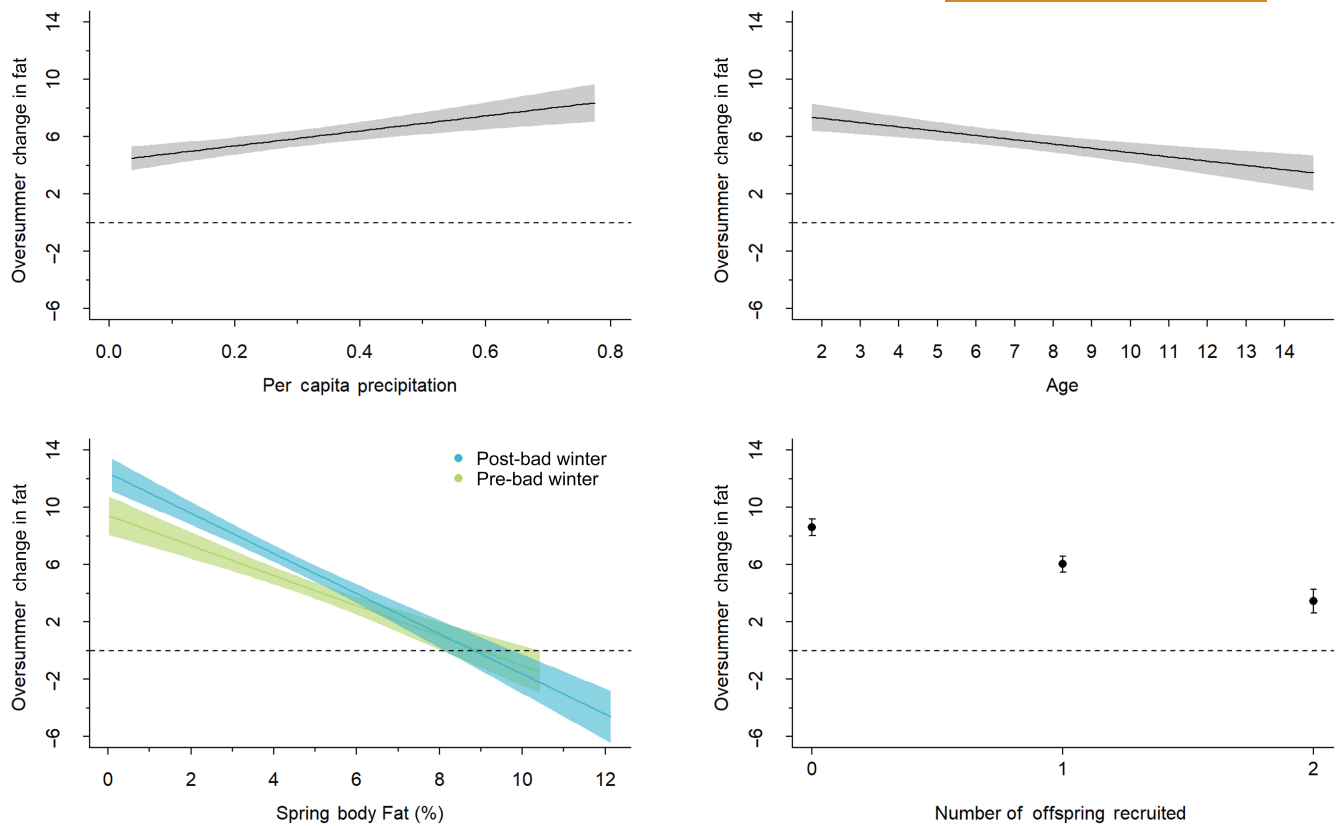 Oversummer change in fat
14
10
6
2
−2
−6
0.0 0.2 0.4 0.6 0.8
Per capita precipitation
Oversummer change in fat
14
10
6
2
−2
−6
2 3 4 5 6 7 8 9 10 11 12 13 14
Age
Oversummer change in fat
14
10
6
2
−2
−6
Post-bad winter
Pre-bad winter
0 2 4 6 8 10 12
Spring body Fat (%)
Oversummer change in fat
14
10
6
2
−2
−6
0 1 2
Number of offspring recruited